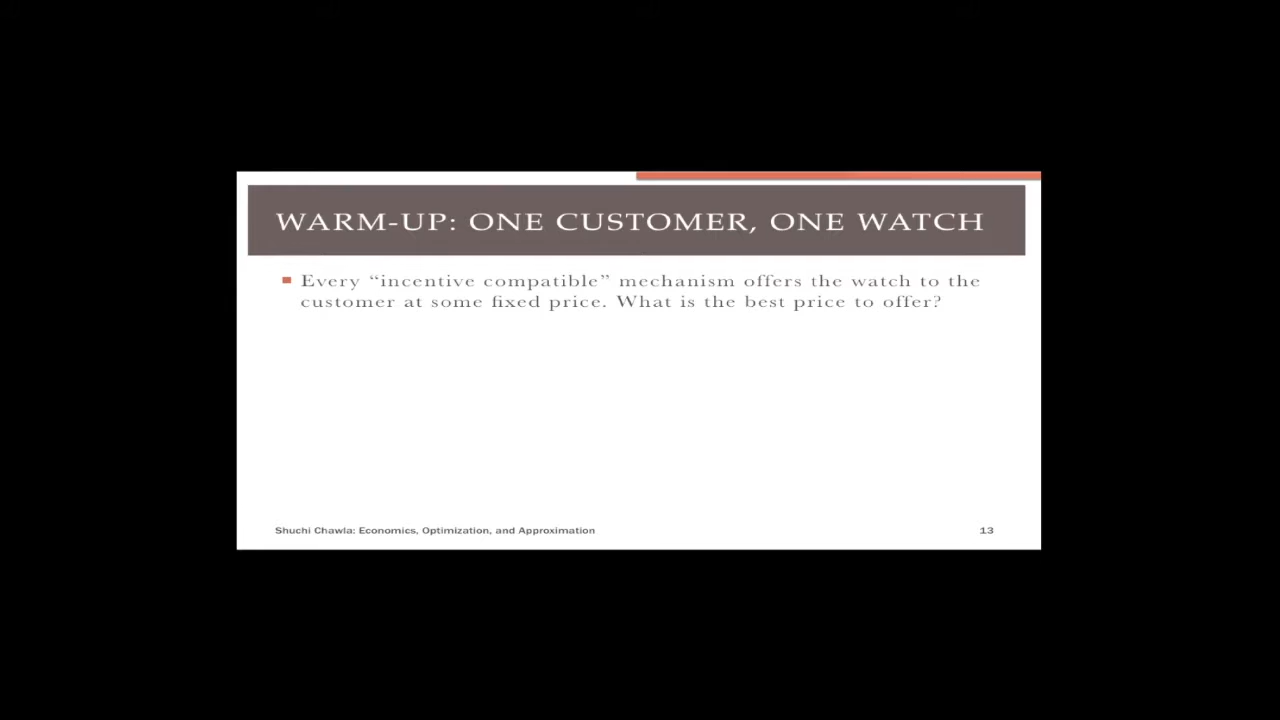 WARM-UP: ONE CUSTOMER, ONE WATCH
Every “incentive compatible” mechanism offers the watch to the
customer at some fixed price. What is the best price to offer?
Shuchi Chawla: Economics, Optimization, and Approximation
13